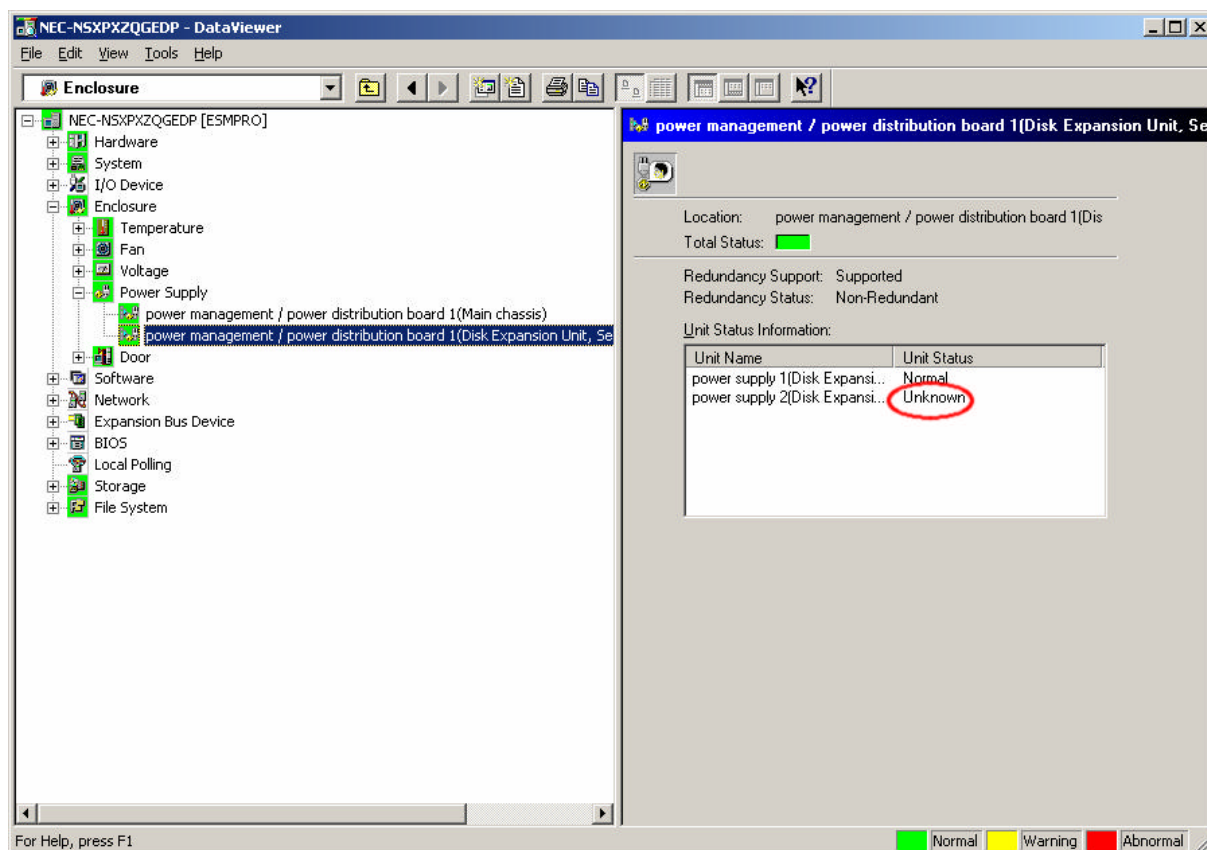 NEC-NSXPXZQGEDP - DataViewer
File Edit View Tools Help
Enclosure
NEC-NSXPXZQGEDP [ESMPRO]
Hardware
System
I/O Device
Enclosure
Temperature
Fan
Voltage
Power Supply
power management / power distribution board 1(Main chassis)
power management / power distribution board 1(Disk Expansion Unit, Se
Door
Software
Network
Expansion Bus Device
BIOS
Local Polling
Storage
File System
power management / power distribution board 1(Disk Expansion Unit, Se
Location: power management / power distribution board 1(Dis
Total Status:
Redundancy Support: Supported
Redundancy Status: Non-Redundant
Unit Status Information:
Unit Name Unit Status
power supply 1(Disk Expansi... Normal
power supply 2(Disk Expansi... Unknown
For Help, press F1
Normal Warning Abnormal